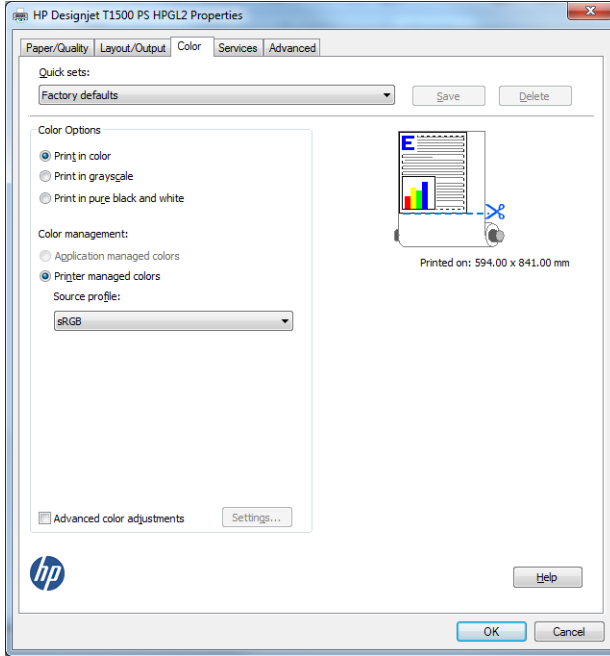 HP Designjet T1500 PS HPGL2 Properties
Paper/Quality Layout/Output Color Services Advanced
Quick sets:
Factory defaults
Save
Delete
Color Options
Print in color
Print in grayscale
Print in pure black and white
Color management:
Application managed colors
Printer managed colors
Source profile:
sRGB
E
Printed on: 594.00 x 841.00 mm
Advanced color adjustments
Settings...
hp
Help
OK
Cancel